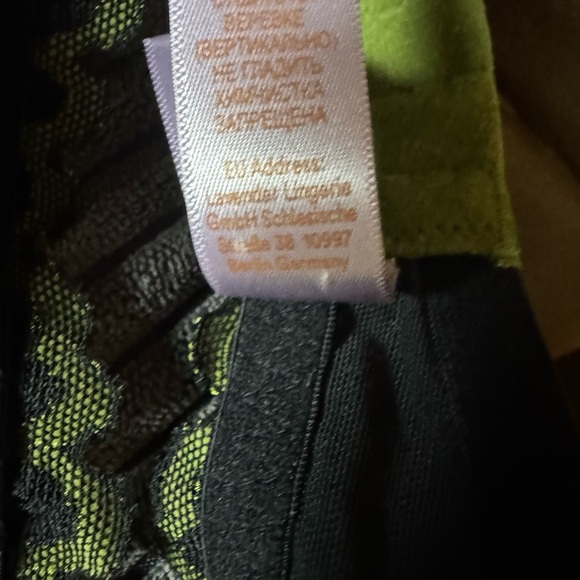 ВЕРЕВКЕ
(ВЕРТИКАЛЬНО)
НЕ ГЛАДИТЬ
ХИМЧИСТКА
ЗАПРЕЩЕНА
EU Address:
Lavender Lingerie
GmbH Schlesische
Straße 38 10997
Berlin Germany